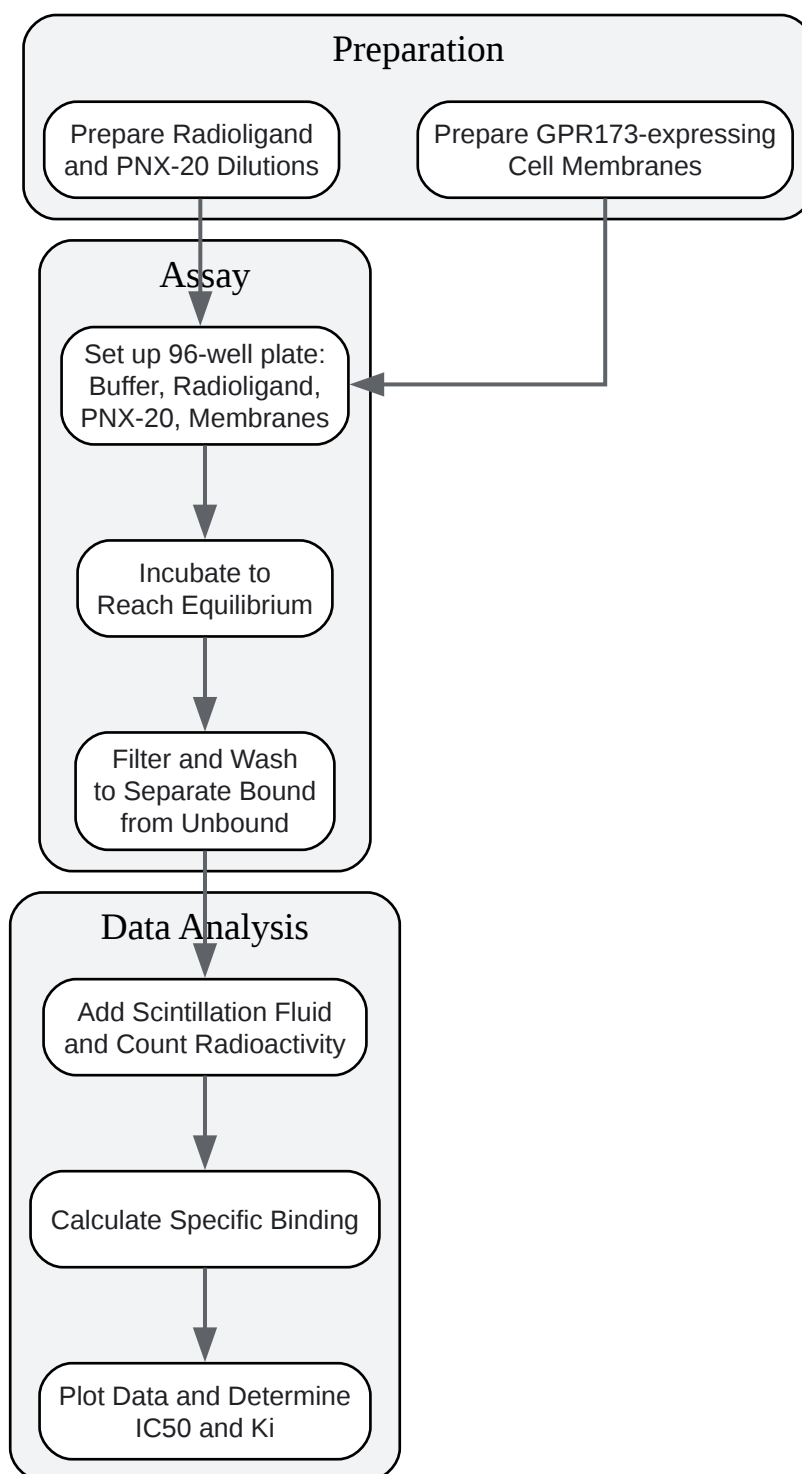 Preparation
Prepare Radioligand
and PNX-20 Dilutions
Prepare GPR173-expressing
Cell Membranes
Assay
Set up 96-well plate:
Buffer, Radioligand,
PNX-20, Membranes
Incubate to
Reach Equilibrium
Filter and Wash
to Separate Bound
from Unbound
Data Analysis
Add Scintillation Fluid
and Count Radioactivity
Calculate Specific Binding
Plot Data and Determine
IC50 and Ki